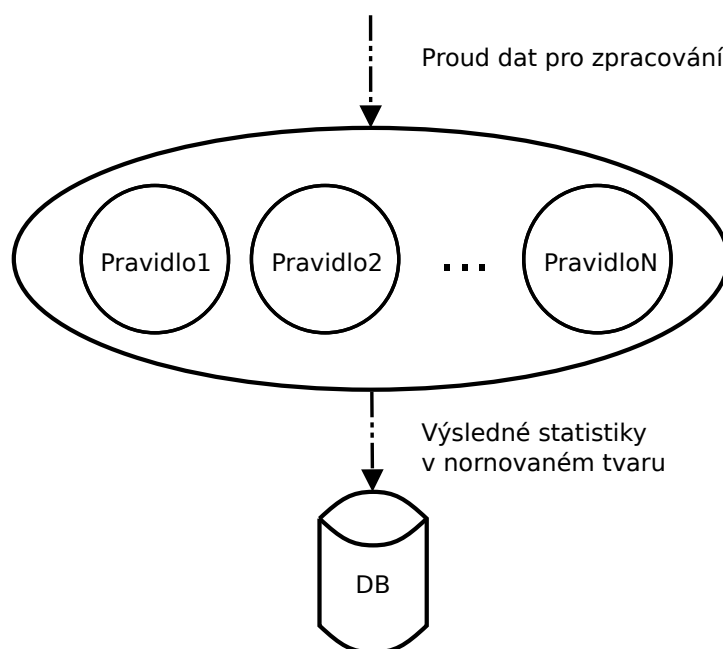 Proud dat pro zpracování
Pravidlo1
Pravidlo2
...
PravidloN
Výsledné statistiky
v nornovaném tvaru
DB